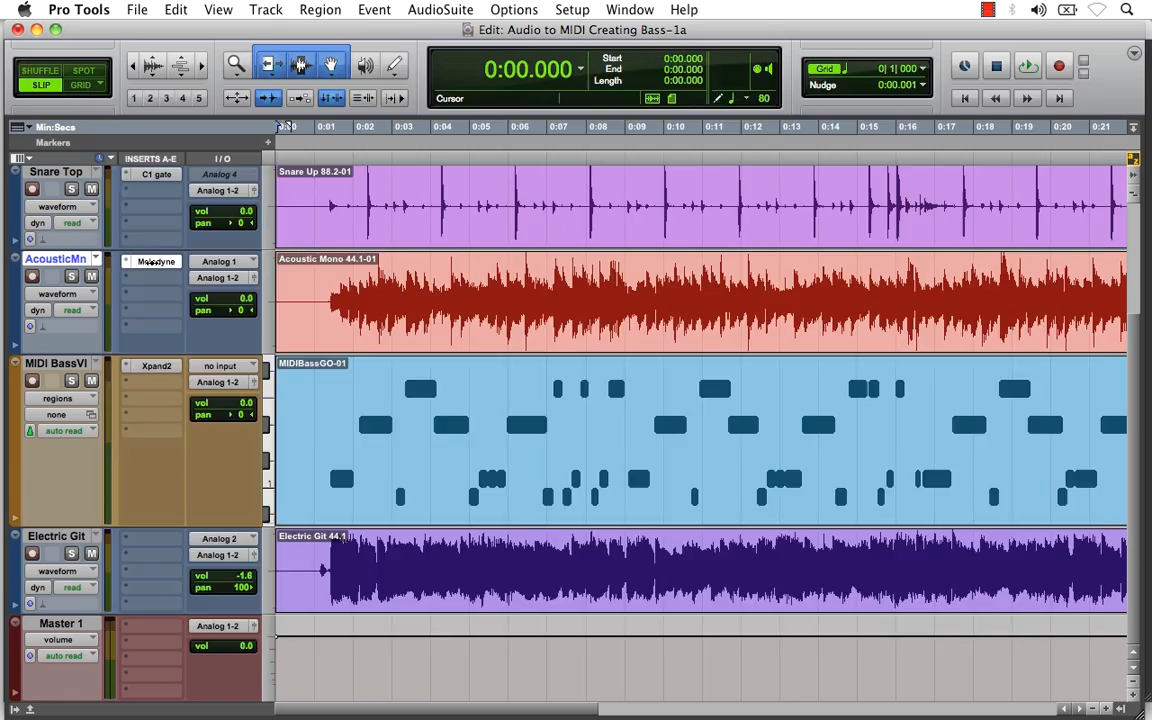 Pro Tools File Edit View Track Region Event AudioSuite Options Setup Window Help
Edit: Audio to MIDI Creating Bass-1a
SHUFFLE SPOT
SLIP GRID
1 2 3 4 5
0:00.000
Start 0:00.000
End 0:00.000
Length 0:00.000
Cursor
80
Grid 0| 1| 000
Nudge 0:00.001
Min:Secs
0:01 0:02 0:03 0:04 0:05 0:06 0:07 0:08 0:09 0:10 0:11 0:12 0:13 0:14 0:15 0:16 0:17 0:18 0:19 0:20 0:21
Markers
INSERTS A-E I / O
Snare Top
S M
waveform
dyn read
C1 gate
Analog 4
Analog 1-2
vol 0.0
pan 0
Snare Up 88.2-01
AcousticMn
S M
waveform
dyn read
Analog 1
Analog 1-2
vol 0.0
pan 0
Acoustic Mono 44.1-01
MIDI BassVI
S M
regions
none
auto read
Xpand2
no input
Analog 1-2
vol 0.0
pan 0
1
MIDIBassGO-01
Electric Git
S M
waveform
dyn read
Analog 2
Analog 1-2
vol -1.6
pan 100
Electric Git 44.1
Master 1
volume
auto read
Analog 1-2
vol 0.0